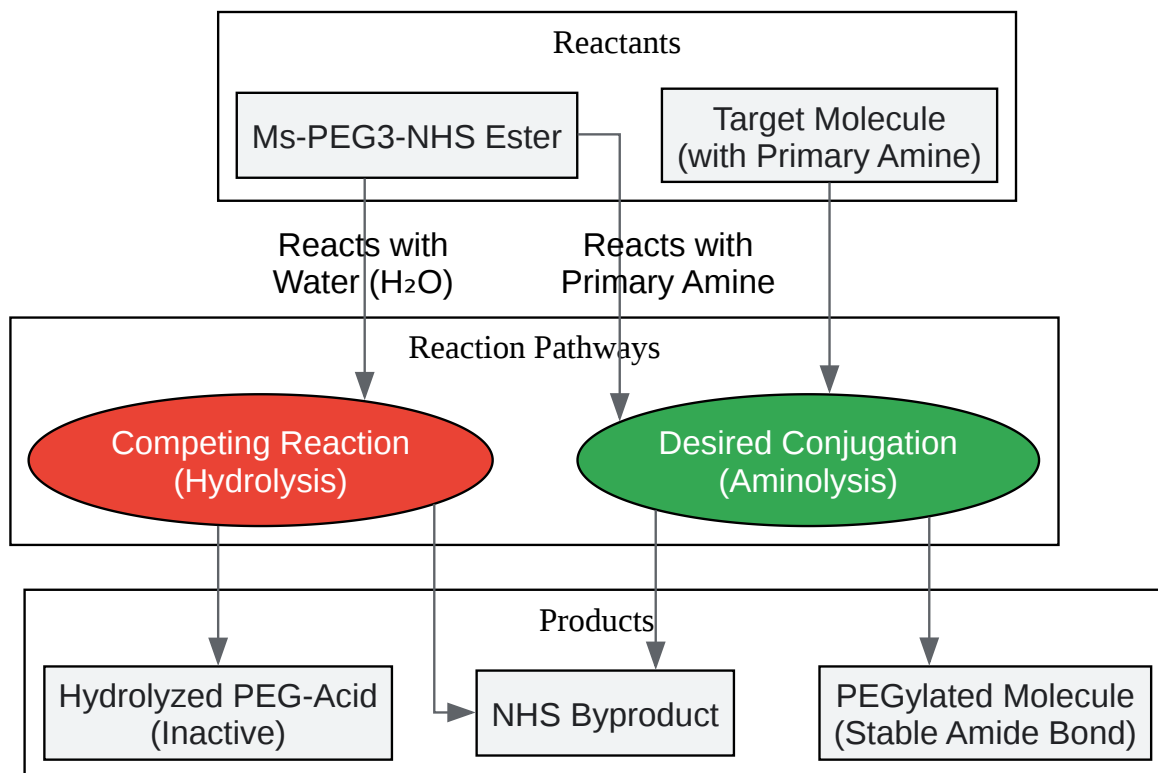 Reactants
Ms-PEG3-NHS Ester
Target Molecule
(with Primary Amine)
Reacts with
Water (H₂O)
Reacts with
Primary Amine
Reaction Pathways
Competing Reaction
(Hydrolysis)
Desired Conjugation
(Aminolysis)
Products
Hydrolyzed PEG-Acid
(Inactive)
NHS Byproduct
PEGylated Molecule
(Stable Amide Bond)